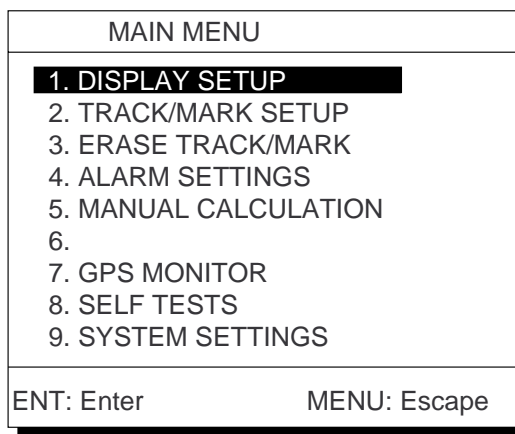 MAIN MENU
1. DISPLAY SETUP
2. TRACK/MARK SETUP
3. ERASE TRACK/MARK
4. ALARM SETTINGS
5. MANUAL CALCULATION
6.
7. GPS MONITOR
8. SELF TESTS
9. SYSTEM SETTINGS
ENT: Enter MENU: Escape